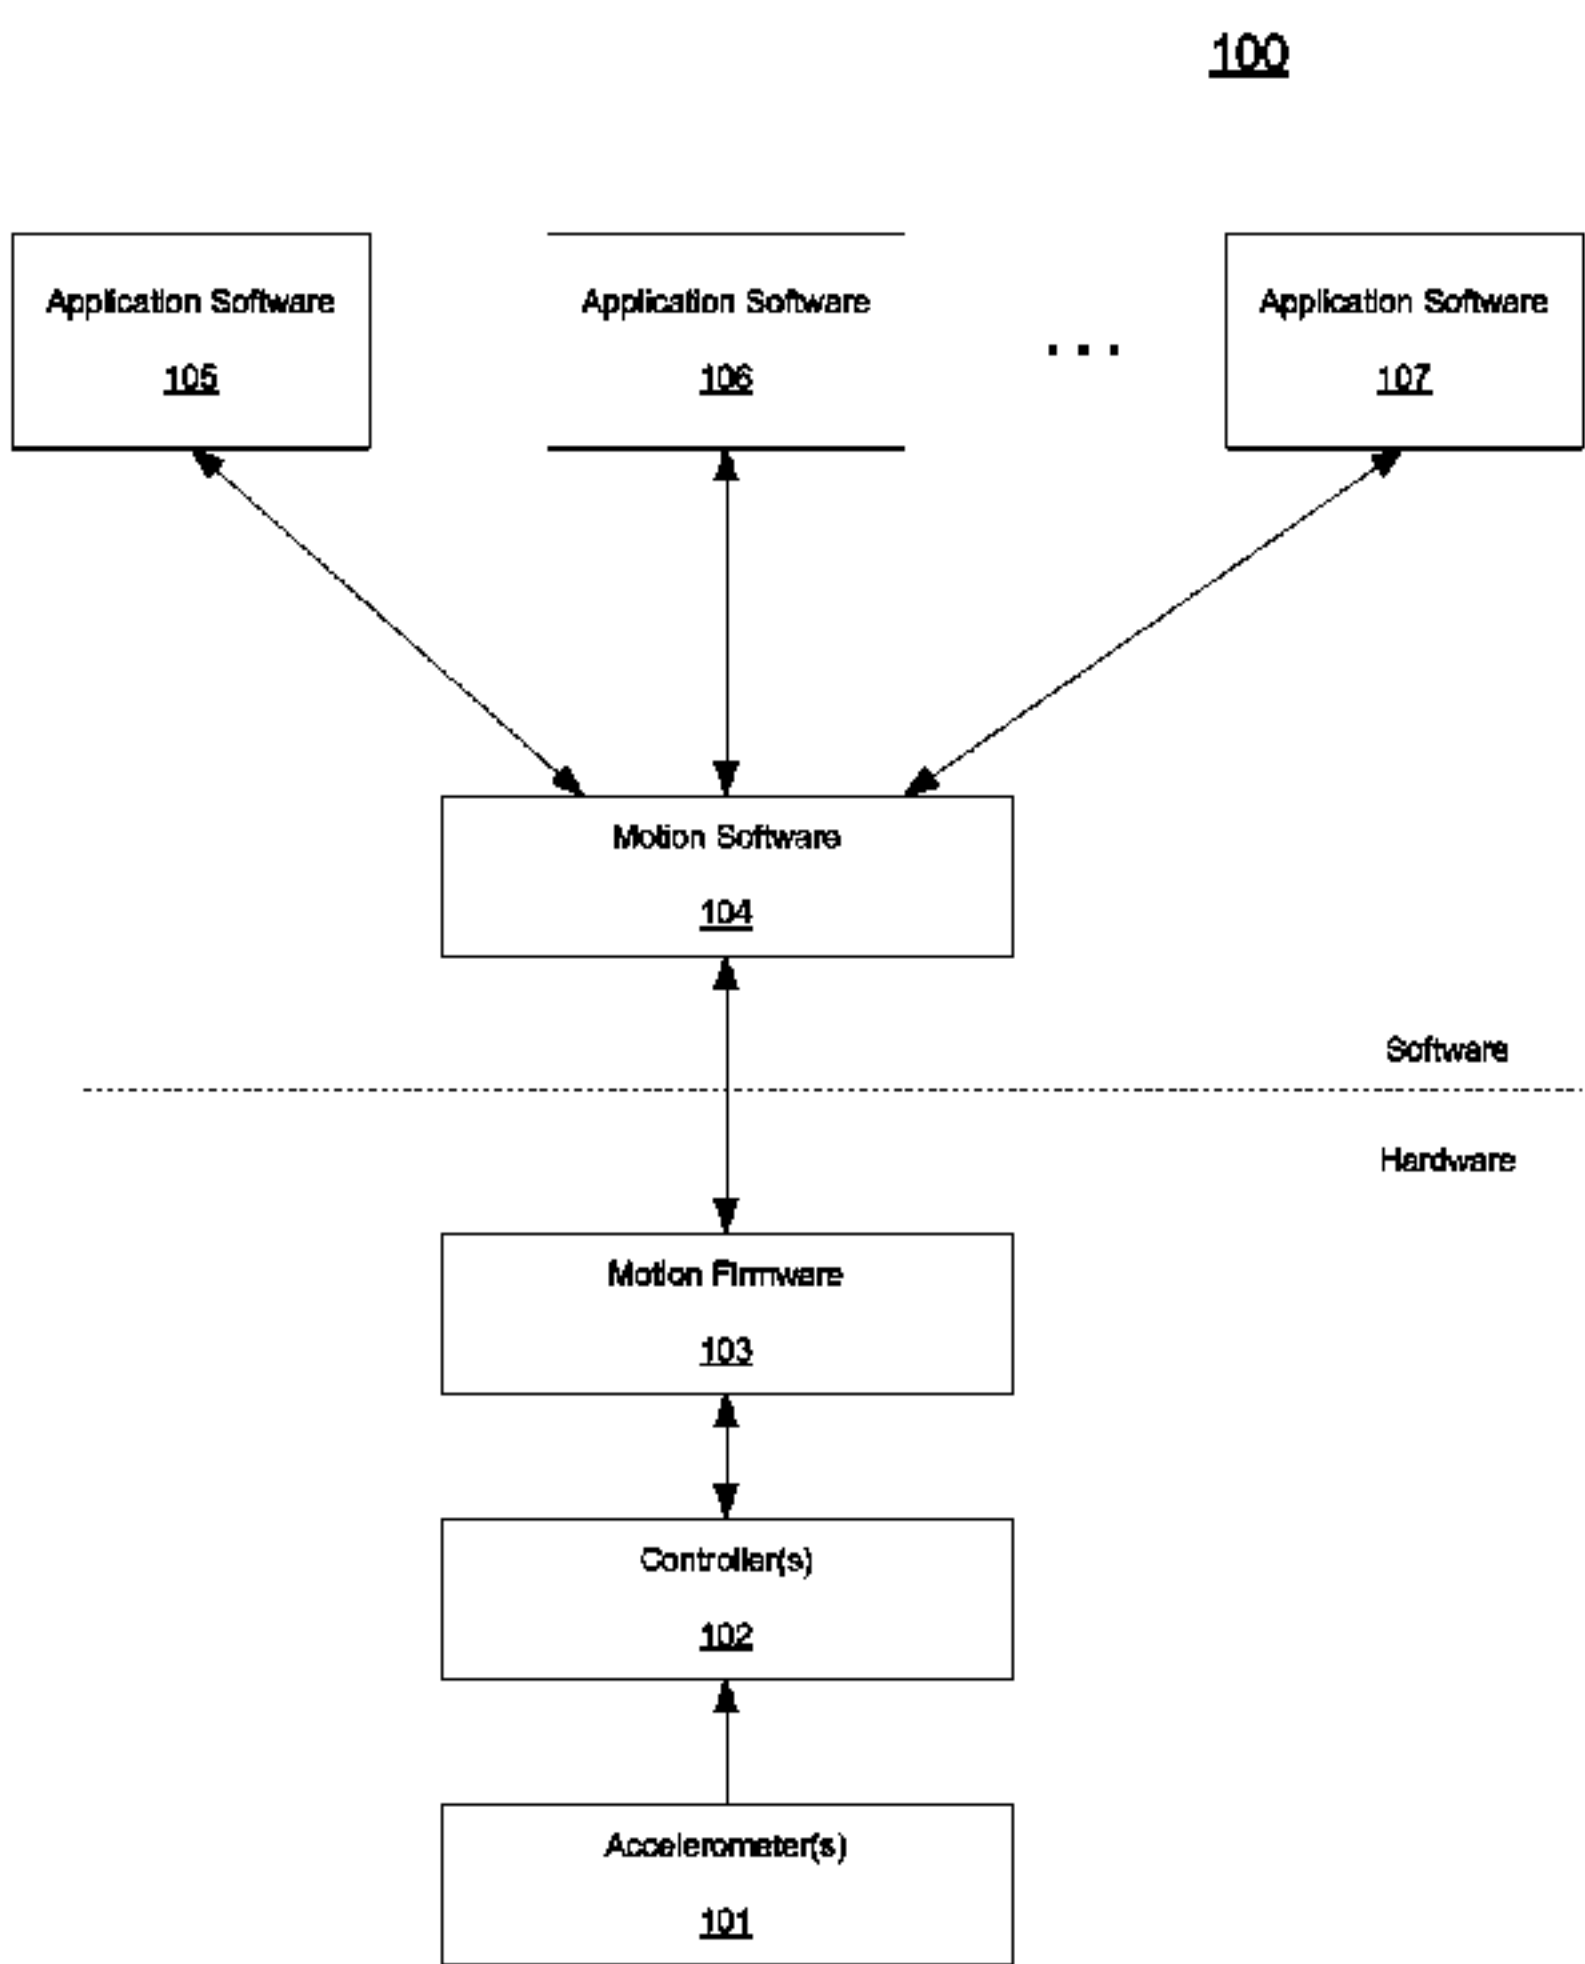 100
Application Software
105
Application Software
106
. . .
Application Software
107
Motion Software
104
Software
Hardware
Motion Firmware
103
Controller(s)
102
Accelerometer(s)
101